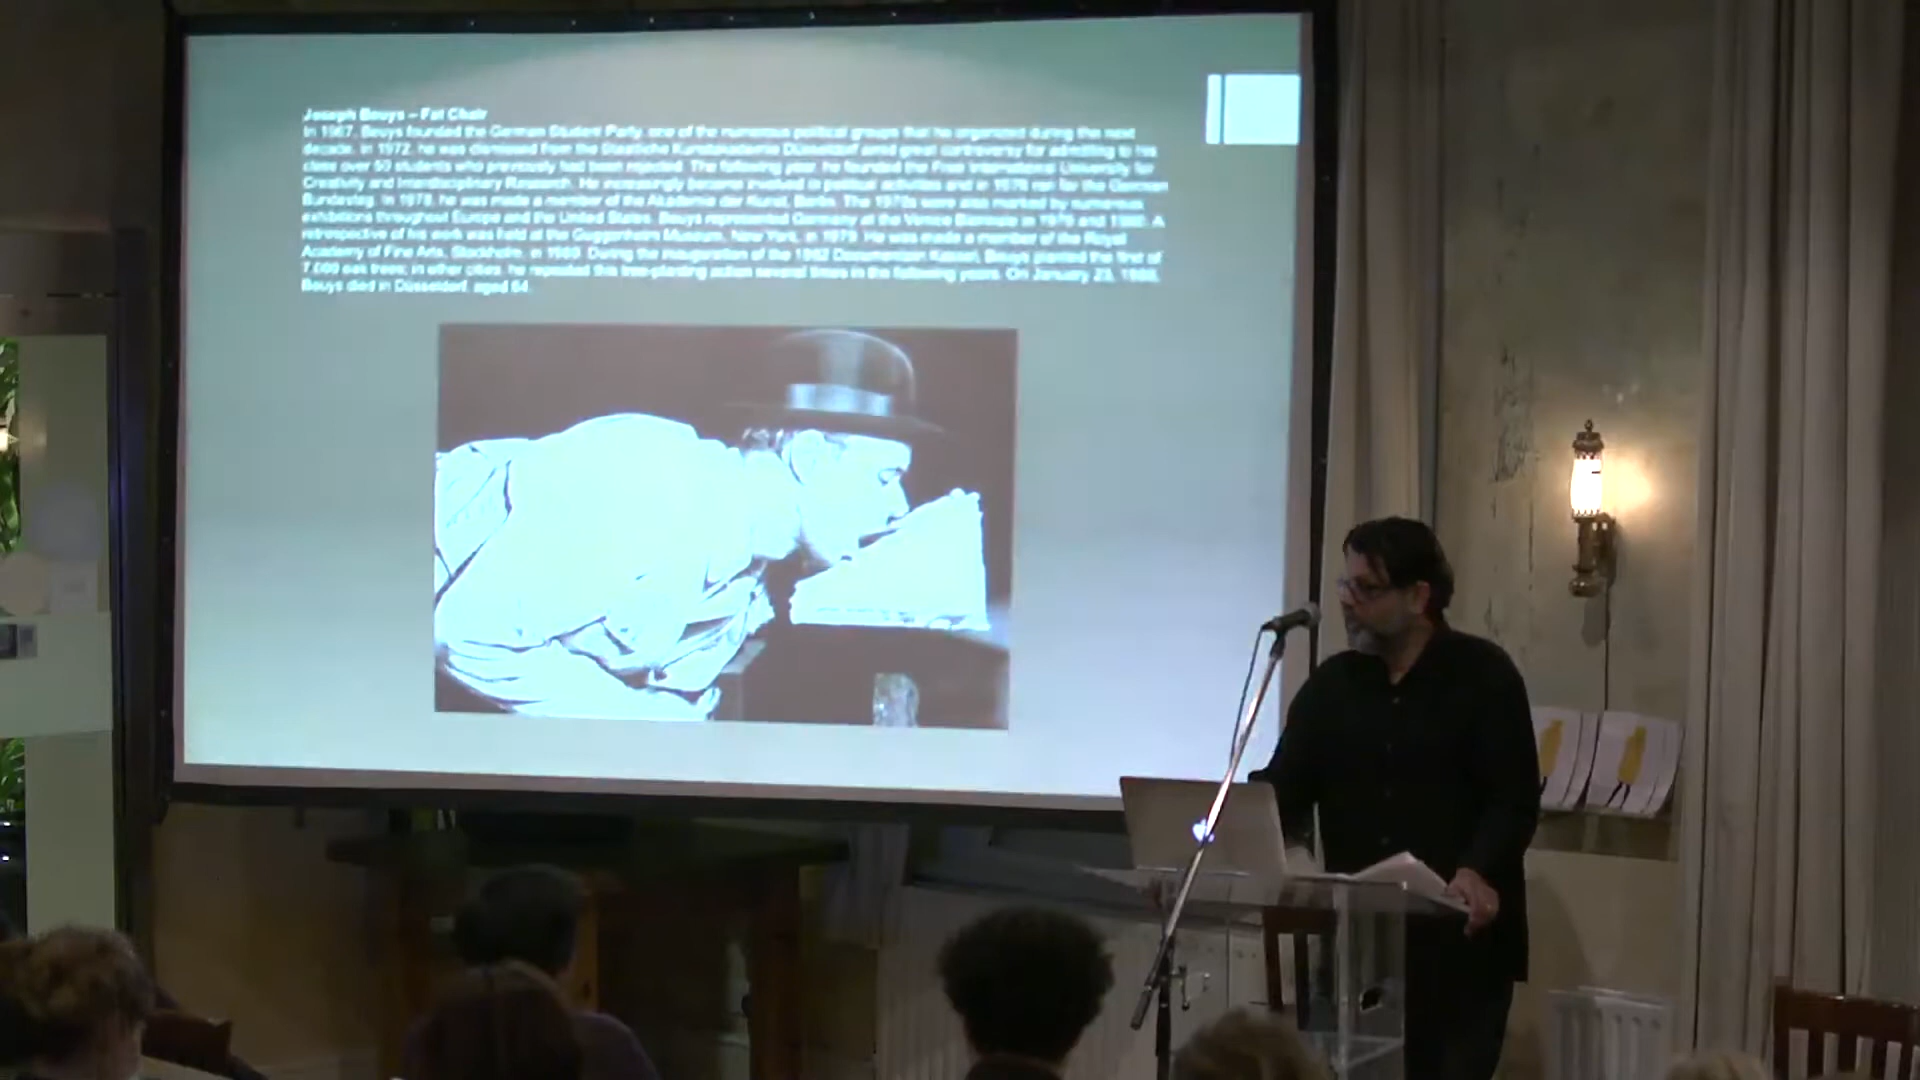 Joseph Beuys – Fat Chair
In 1967, Beuys founded the German Student Party, one of the numerous political groups that he organized during the next
decade. In 1972, he was dismissed from the Staatliche Kunstakademie Düsseldorf amid great controversy for admitting to his
class over 50 students who previously had been rejected. The following year, he founded the Free International University for
Creativity and Interdisciplinary Research. He increasingly became involved in political activities and in 1976 ran for the German
Bundestag. In 1978, he was made a member of the Akademie der Kunst, Berlin. The 1970s were also marked by numerous
exhibitions throughout Europe and the United States. Beuys represented Germany at the Venice Biennale in 1976 and 1980. A
retrospective of his work was held at the Guggenheim Museum, New York, in 1979. He was made a member of the Royal
Academy of Fine Arts, Stockholm, in 1980. During the inauguration of the 1982 Documenta Kassel, Beuys planted the first of
7,000 oak trees; in other cities, he repeated this tree-planting action several times in the following years. On January 23, 1986,
Beuys died in Düsseldorf, aged 64.